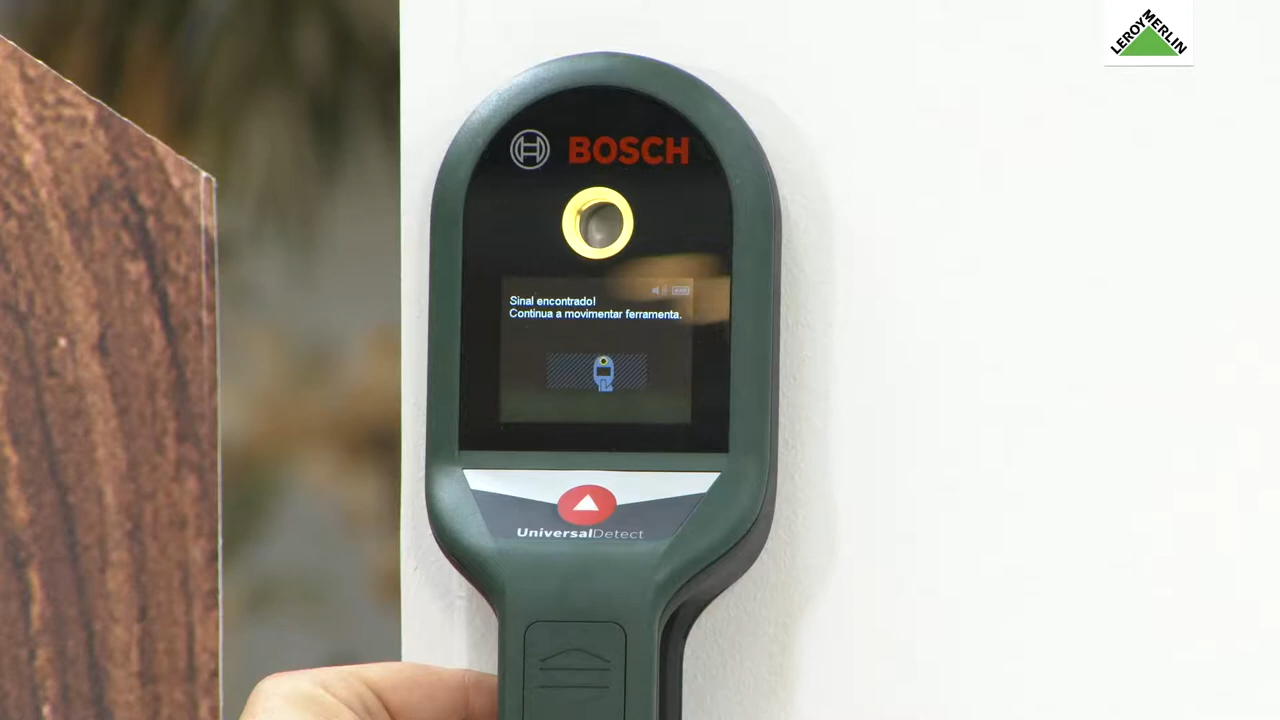 LEROY MERLIN
BOSCH
Sinal encontrado!
Continua a movimentar ferramenta.
UniversalDetect